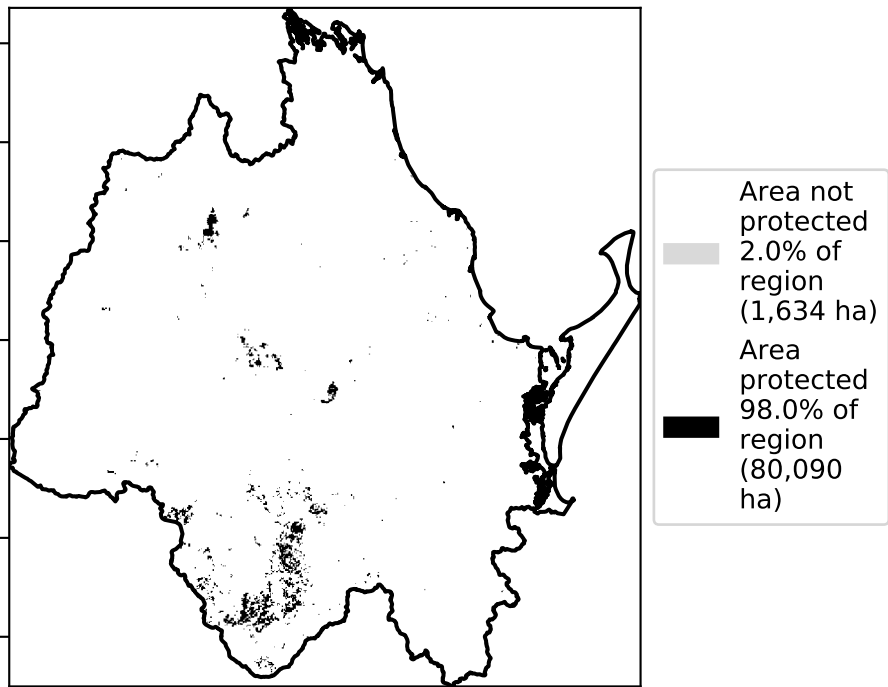 Area not
protected
2.0% of
region
(1,634 ha)
Area
protected
98.0% of
region
(80,090
ha)